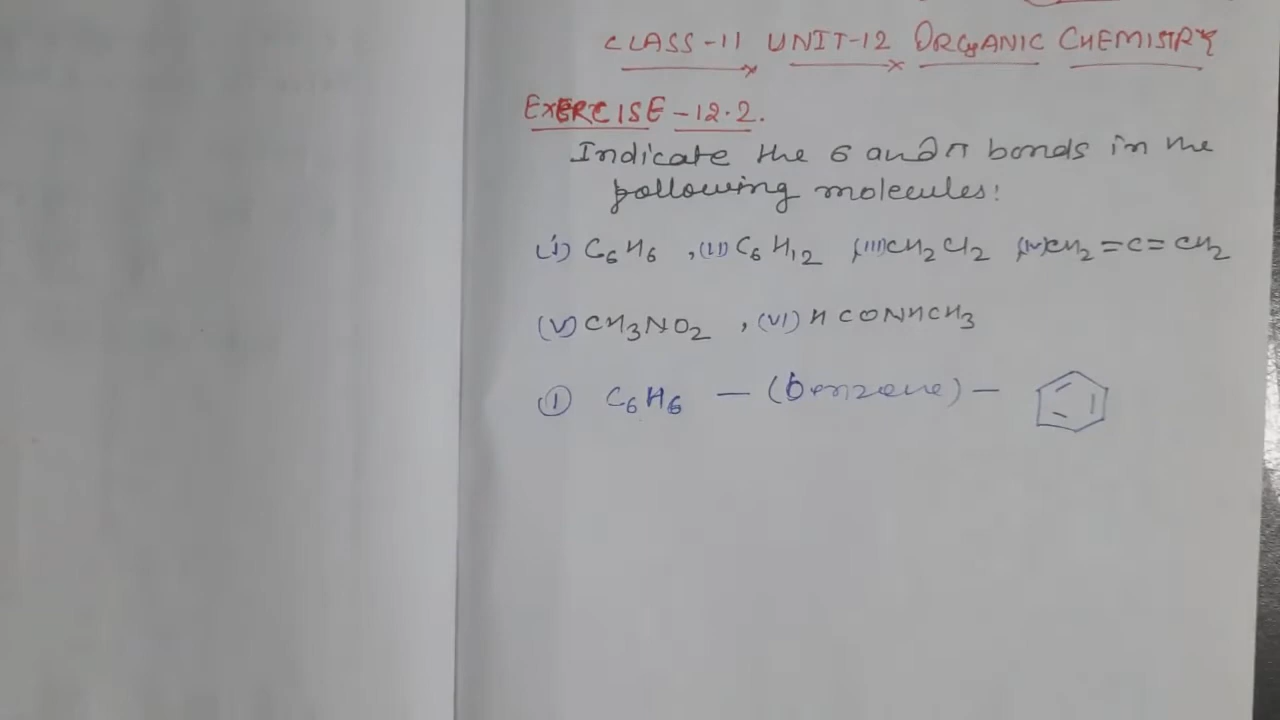 CLASS-11 UNIT-12 ORGANIC CHEMISTRY
EXERCISE-12.2.
Indicate the σ and π bonds in the
following molecules:
(i) C6H6 ,(ii) C6H12 (iii)CH2Cl2 (iv)CH2=C=CH2
(v) CH3NO2 , (vi) HCONHCH3
① C6H6 — (benzene) —